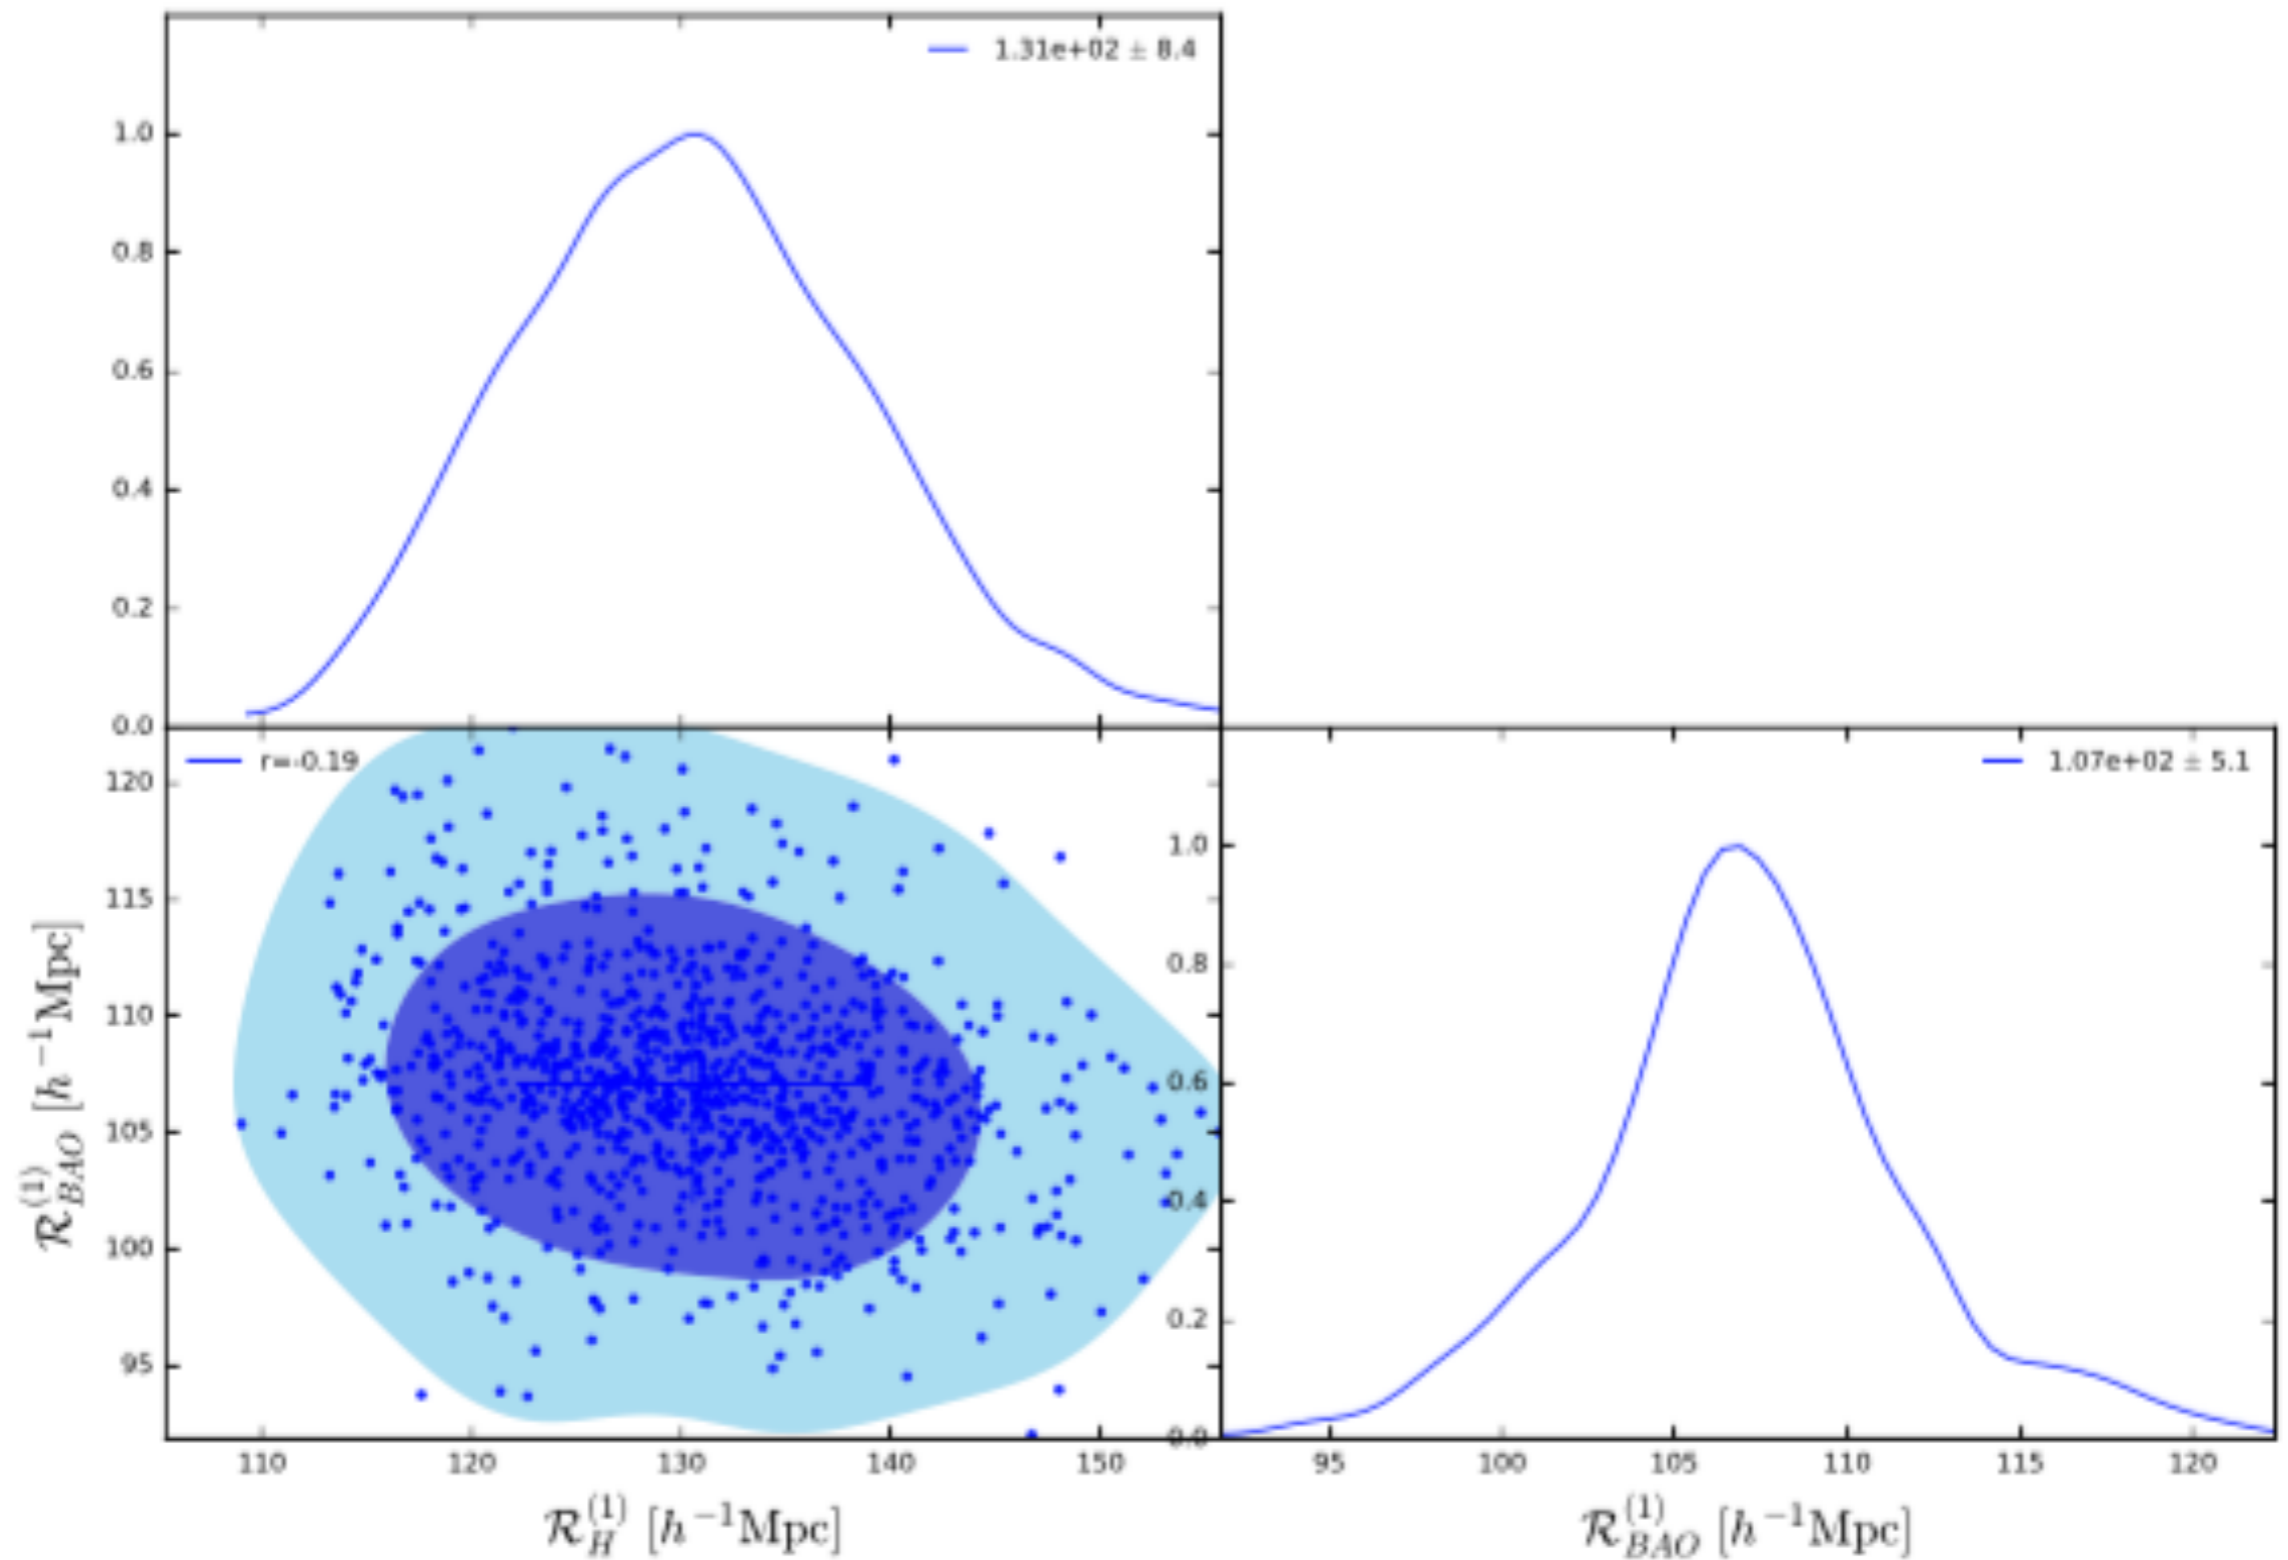 1.31e+02 ± 8.4
1.0
0.8
0.6
0.4
0.2
0.0
r=-0.19
120
115
110
105
100
95
ℛ_{BAO}^{(1)} [h^{-1}Mpc]
110 120 130 140 150
ℛ_H^{(1)} [h^{-1}Mpc]
1.07e+02 ± 5.1
1.0
0.8
0.6
0.4
0.2
0.0
95 100 105 110 115 120
ℛ_{BAO}^{(1)} [h^{-1}Mpc]